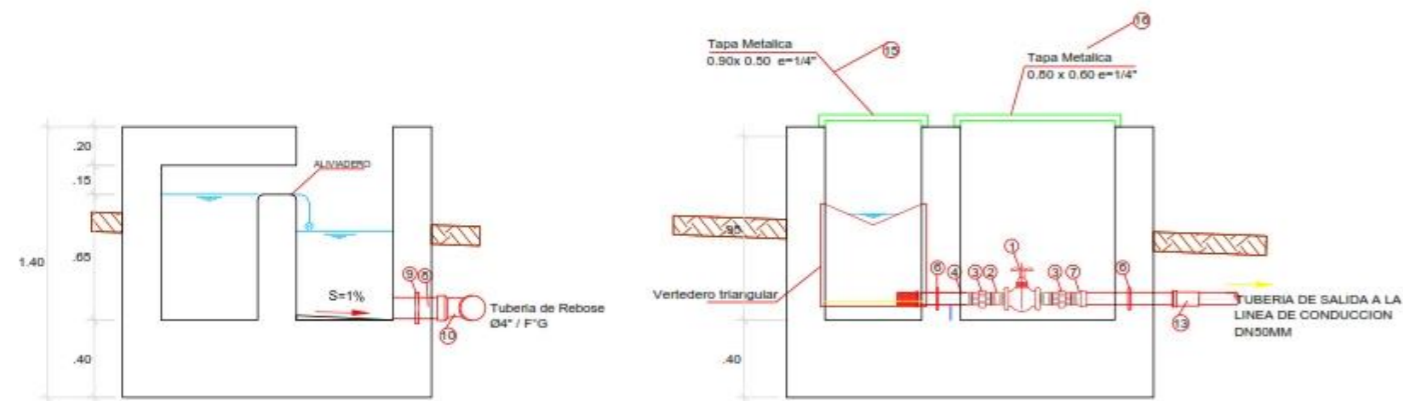 16
Tapa Metalica
0.90x 0.50 e=1/4"
15
Tapa Metalica
0.80 x 0.60 e=1/4"
.20
ALIVIADERO
.15
.95
1.40
.65
1
9
8
6
4
3
2
3
7
6
S=1%
Vertedero triangular
Tuberia de Rebose
Ø4" / F°G
10
13
TUBERIA DE SALIDA A LA
LINEA DE CONDUCCION
DN50MM
.40
.40